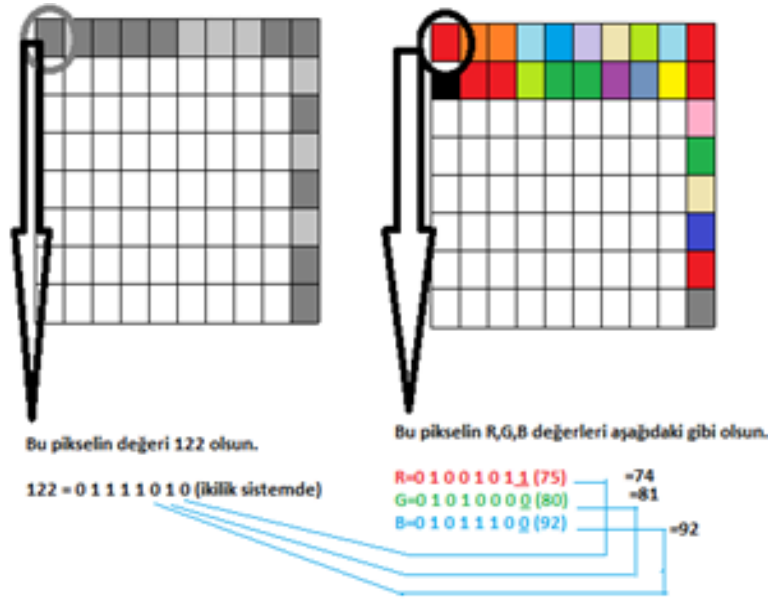 Bu pikselin değeri 122 olsun.
122 = 0 1 1 1 1 0 1 0 (ikilik sistemde)
Bu pikselin R,G,B değerleri aşağıdaki gibi olsun.
R=0 1 0 0 1 0 1 1 (75) =74
G=0 1 0 1 0 0 0 0 (80) =81
B=0 1 0 1 1 1 0 0 (92) =92